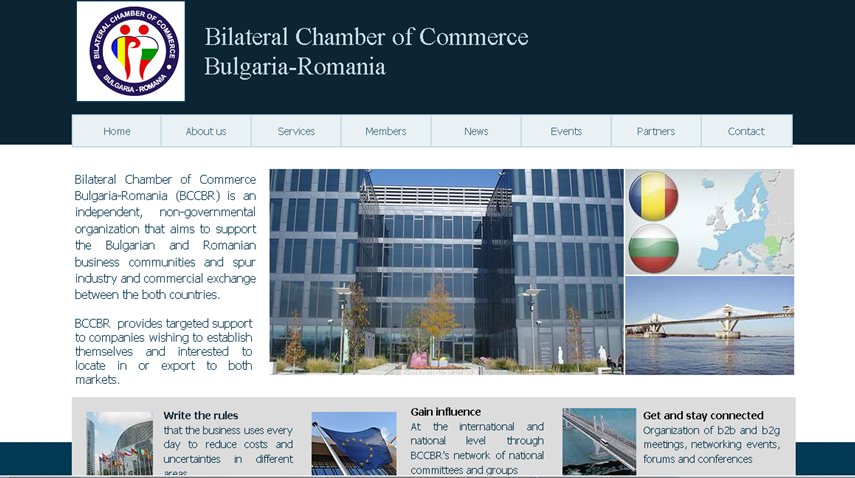 BILATERAL CHAMBER OF COMMERCE
BULGARIA - ROMANIA
Bilateral Chamber of Commerce
Bulgaria-Romania
Home About us Services Members News Events Partners Contact
Bilateral Chamber of Commerce
Bulgaria-Romania (BCCBR) is an
independent, non-governmental
organization that aims to support
the Bulgarian and Romanian
business communities and spur
industry and commercial exchange
between the both countries.
BCCBR provides targeted support
to companies wishing to establish
themselves and interested to
locate in or export to both
markets.
Write the rules
that the business uses every
day to reduce costs and
uncertainties in different
areas
Gain influence
At the international and
national level through
BCCBR's network of national
committees and groups
Get and stay connected
Organization of b2b and b2g
meetings, networking events,
forums and conferences